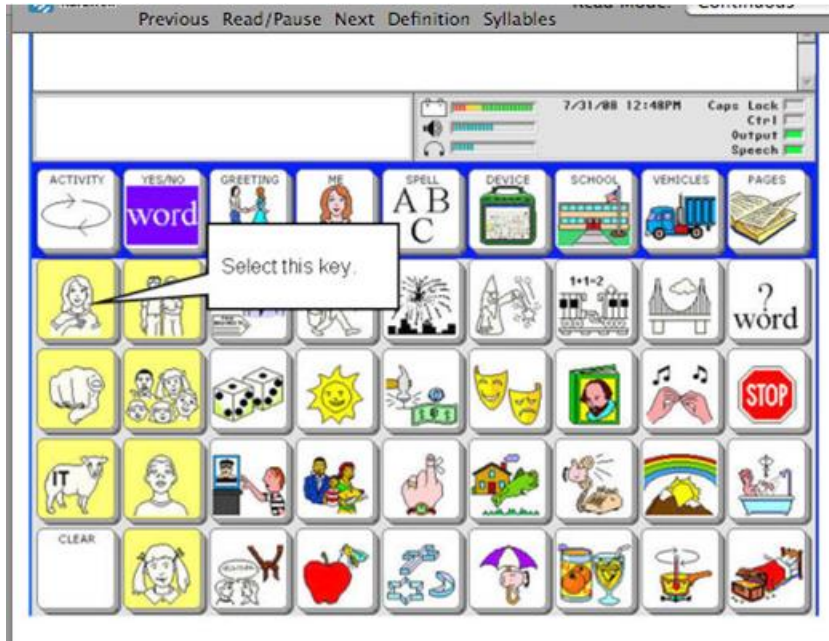 Previous Read/Pause Next Definition Syllables
Read Mode: Continuous
7/31/08 12:48PM Caps Lock
Ctrl
Output
Speech
ACTIVITY YES/NO GREETING ME SPELL DEVICE SCHOOL VEHICLES PAGES
word A B
C
Select this key.
1+1=2
?
word
STOP
IT
CLEAR